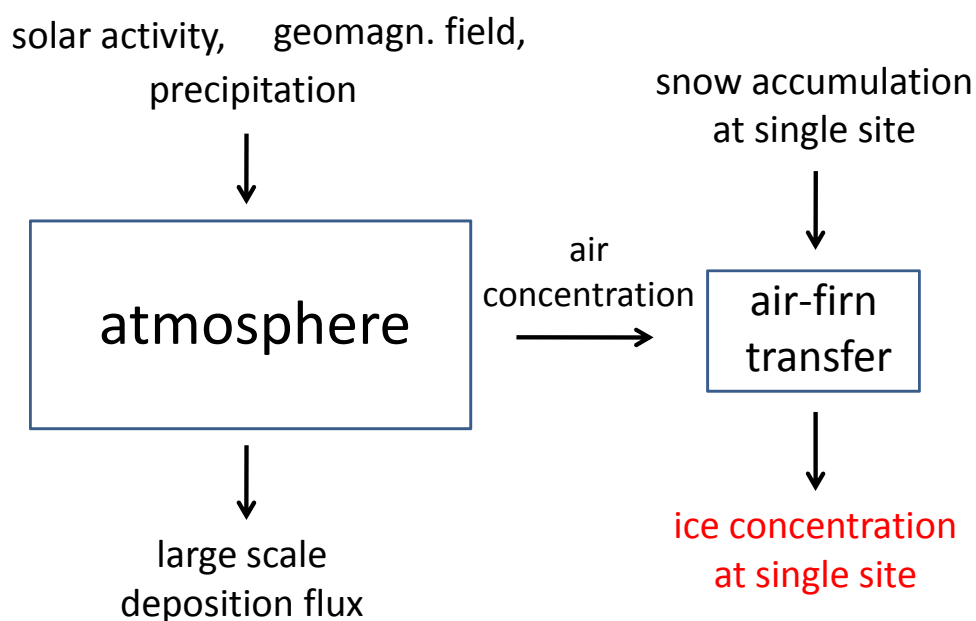 solar activity, geomagn. field,
precipitation
snow accumulation
at single site
atmosphere
air
concentration
air-firn
transfer
large scale
deposition flux
ice concentration
at single site